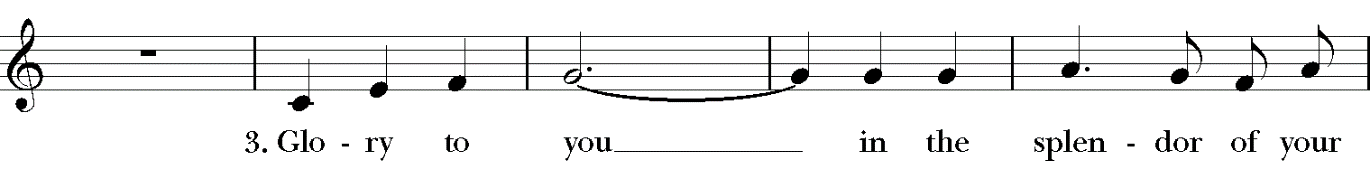 3. Glo - ry to you in the splen - dor of your